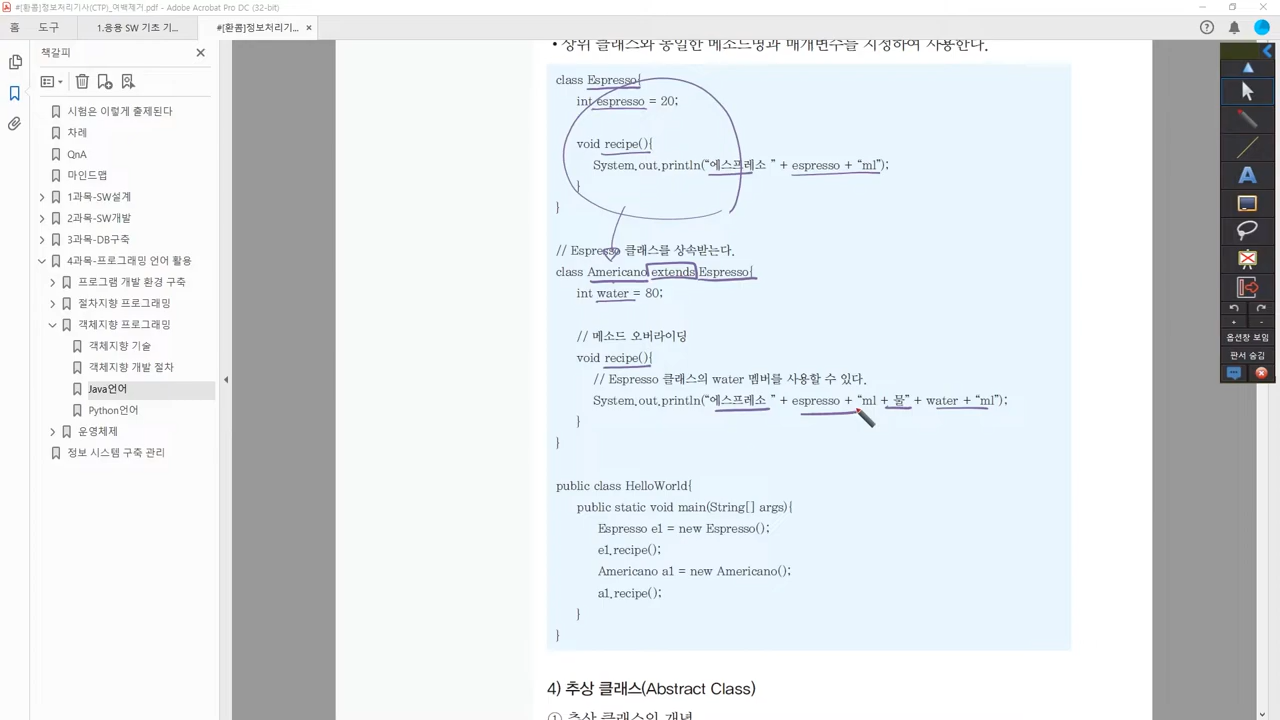 #[환콤]정보처리기사(CTP)_여백제거.pdf - Adobe Acrobat Pro DC (32-bit)
홈 도구 1.응용 SW 기초 기... #[환콤]정보처리기... ×
책갈피
시험은 이렇게 출제된다
차례
QnA
마인드맵
1과목-SW설계
2과목-SW개발
3과목-DB구축
4과목-프로그래밍 언어 활용
프로그램 개발 환경 구축
절차지향 프로그래밍
객체지향 프로그래밍
객체지향 기술
객체지향 개발 절차
Java언어
Python언어
운영체제
정보 시스템 구축 관리
• 상위 클래스와 동일한 메소드명과 매개변수를 지정하여 사용한다.
class Espresso{
int espresso = 20;
void recipe(){
System.out.println("에스프레소 " + espresso + "ml");
}
}
// Espresso 클래스를 상속받는다.
class Americano extends Espresso{
int water = 80;
// 메소드 오버라이딩
void recipe(){
// Espresso 클래스의 water 멤버를 사용할 수 있다.
System.out.println("에스프레소 " + espresso + "ml + 물" + water + "ml");
}
}
public class HelloWorld{
public static void main(String[] args){
Espresso e1 = new Espresso();
e1.recipe();
Americano a1 = new Americano();
a1.recipe();
}
}
4) 추상 클래스(Abstract Class)
① 추상 클래스의 개념
A
옵션창 보임
판서 숨김